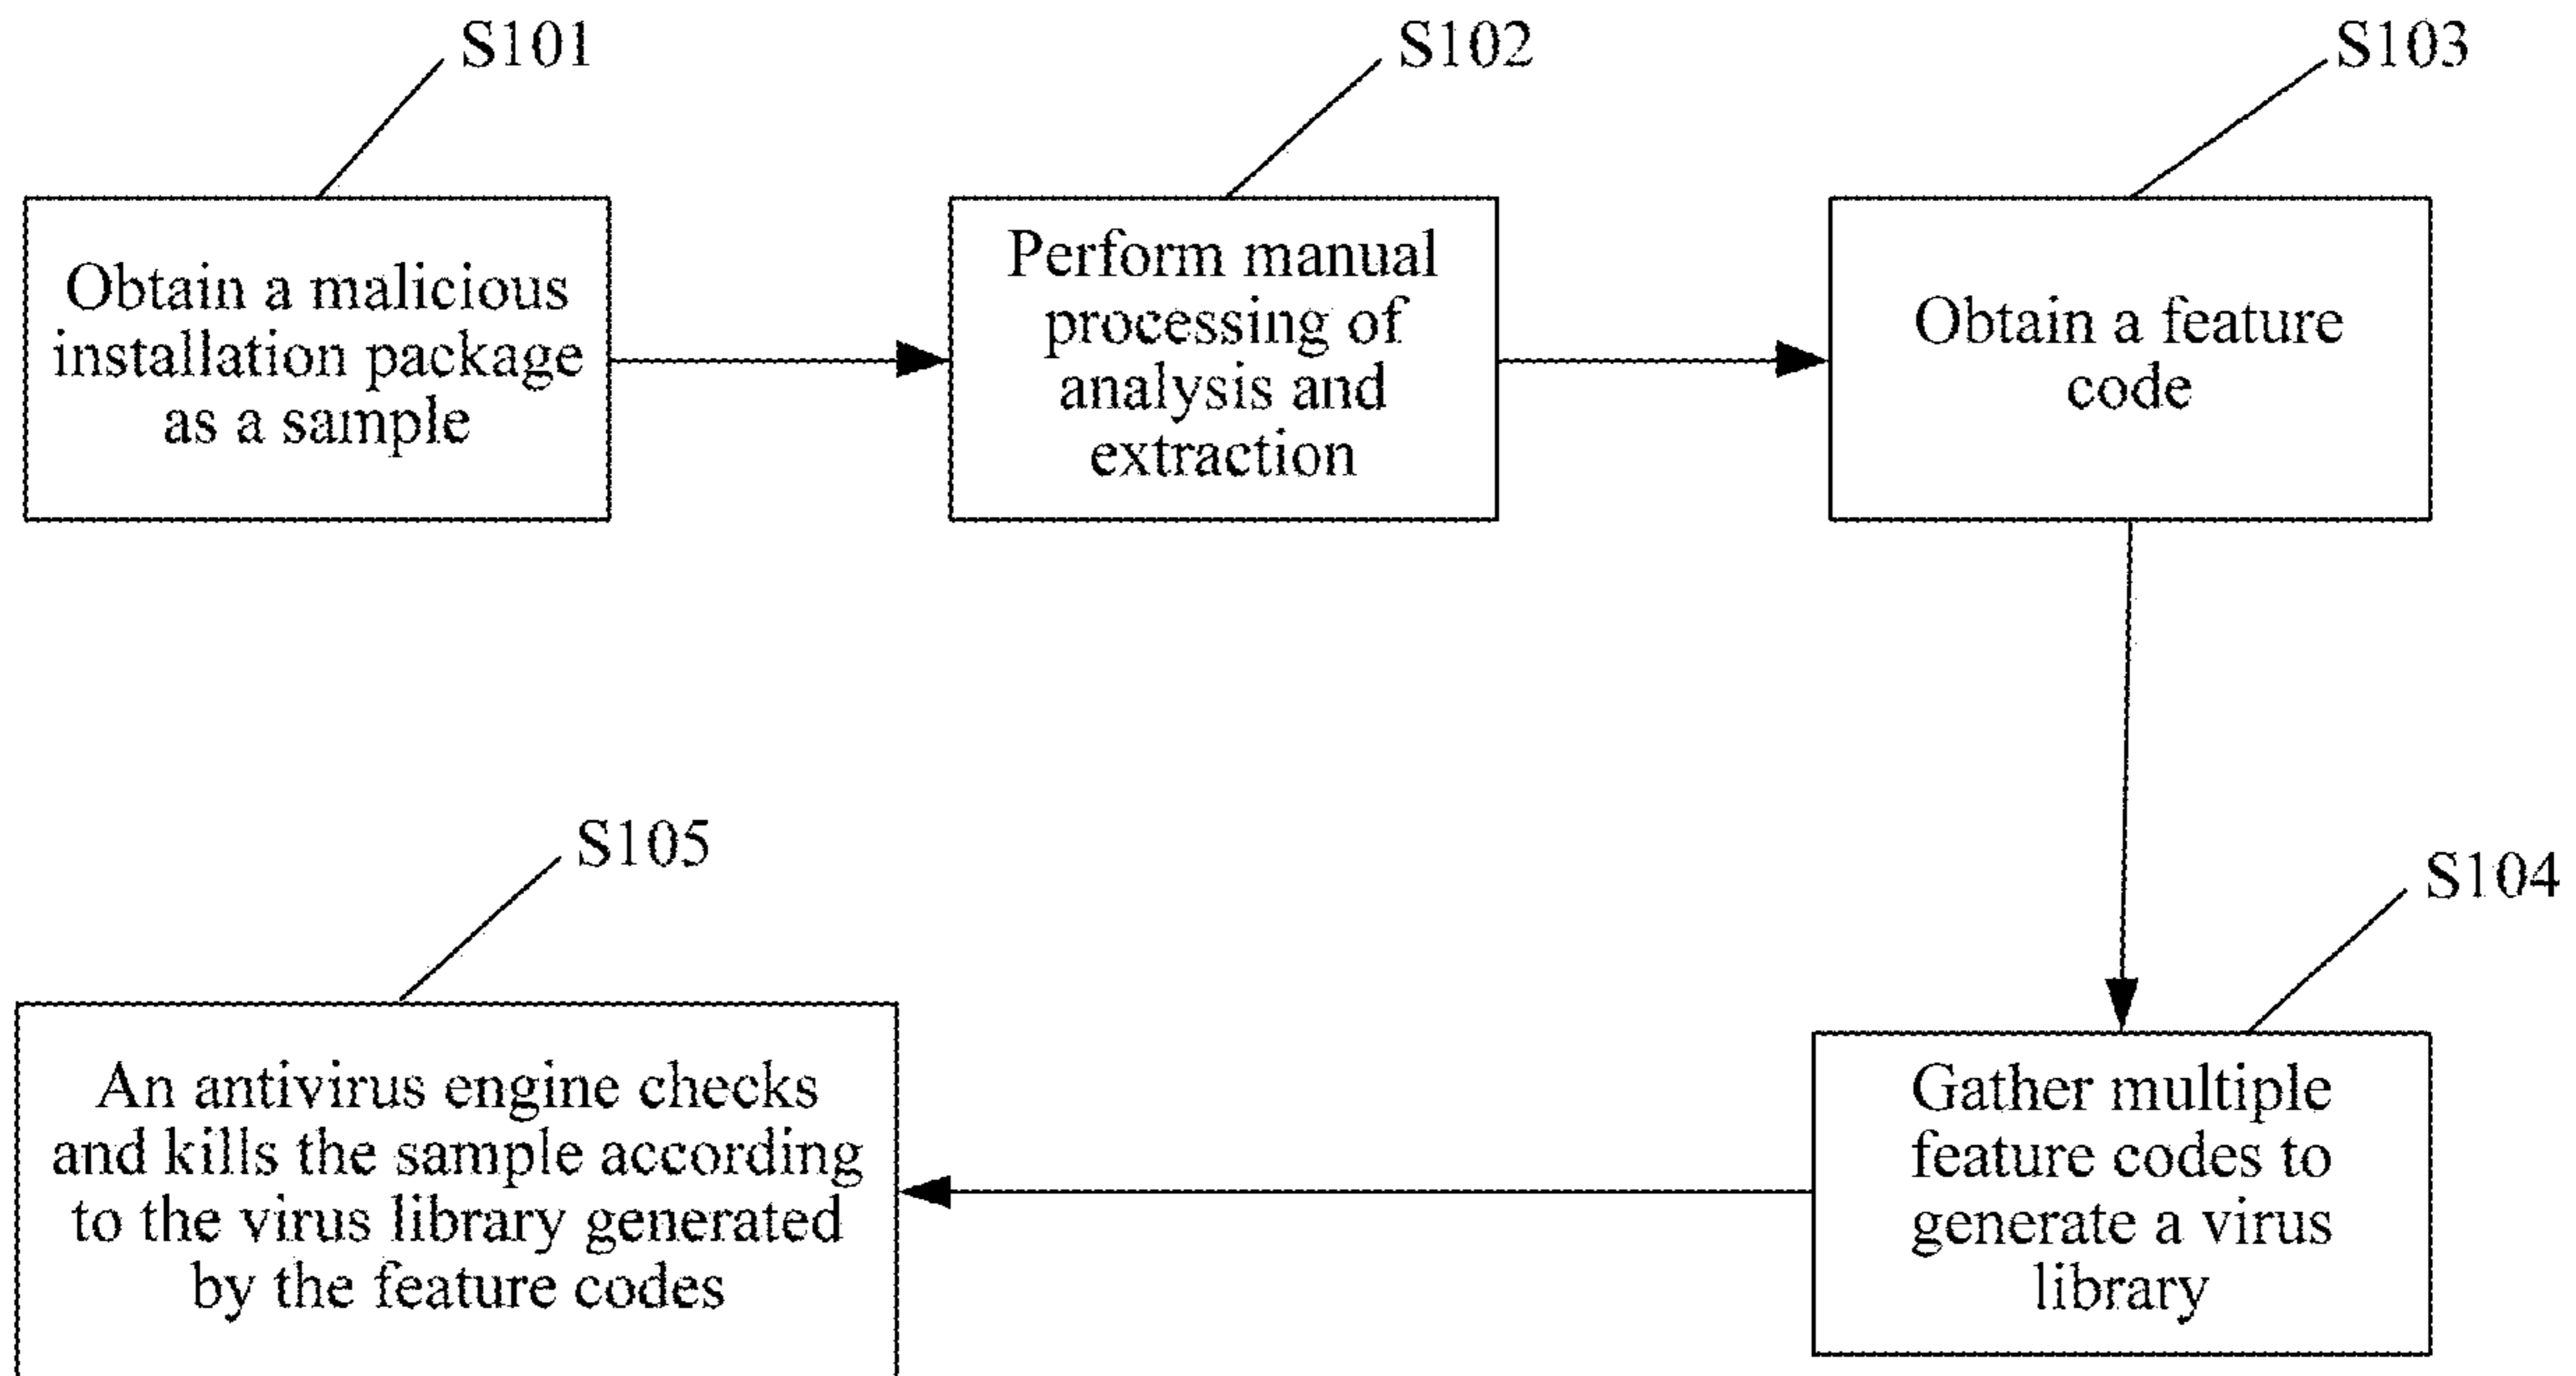 S101
S102
S103
Obtain a malicious
installation package
as a sample
Perform manual
processing of
analysis and
extraction
Obtain a feature
code
S105
S104
An antivirus engine checks
and kills the sample according
to the virus library generated
by the feature codes
Gather multiple
feature codes to
generate a virus
library